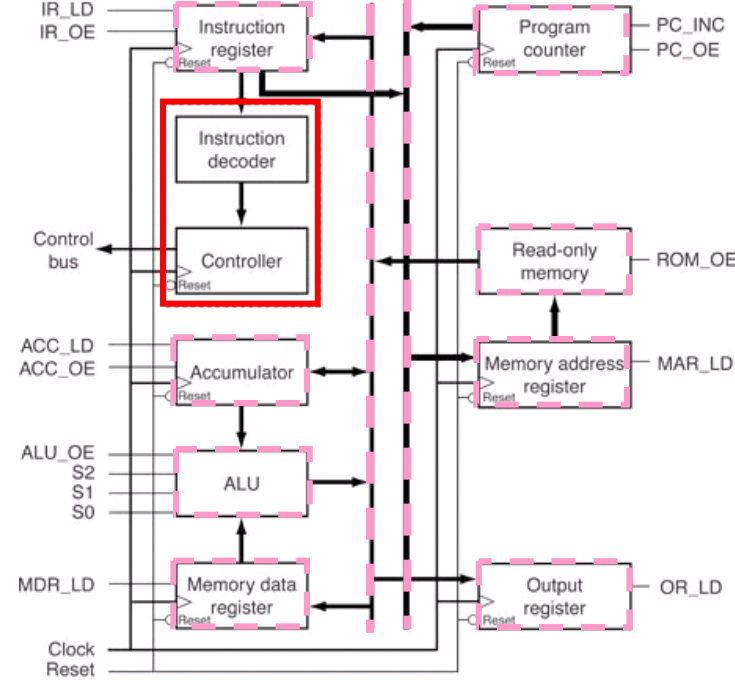 IR_LD
IR_OE
Instruction
register
Reset
Program
counter
Reset
PC_INC
PC_OE
Instruction
decoder
Control
bus
Controller
Reset
Read-only
memory
ROM_OE
ACC_LD
ACC_OE
Accumulator
Reset
Memory address
register
Reset
MAR_LD
ALU_OE
S2
S1
S0
ALU
MDR_LD
Memory data
register
Reset
Output
register
Reset
OR_LD
Clock
Reset